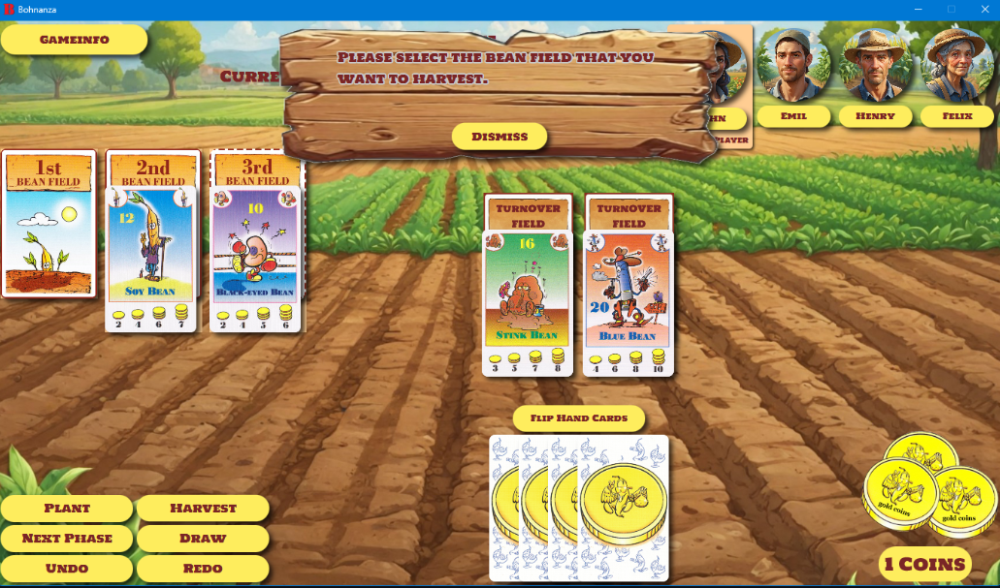 Bohnanza
GAMEINFO
CURRE
PLEASE SELECT THE BEAN FIELD THAT YOU
WANT TO HARVEST.
DISMISS
HN
PLAYER
EMIL
HENRY
FELIX
1st
BEAN FIELD
2nd
BEAN FIELD
12
SOY BEAN
2 4 6 7
3rd
BEAN FIELD
10
BLACK-EYED BEAN
2 4 5 6
TURNOVER
FIELD
16
STINK BEAN
3 5 7 8
TURNOVER
FIELD
20
BLUE BEAN
4 6 8 10
FLIP HAND CARDS
PLANT
HARVEST
NEXT PHASE
DRAW
UNDO
REDO
gold coins
gold coins
1 COINS